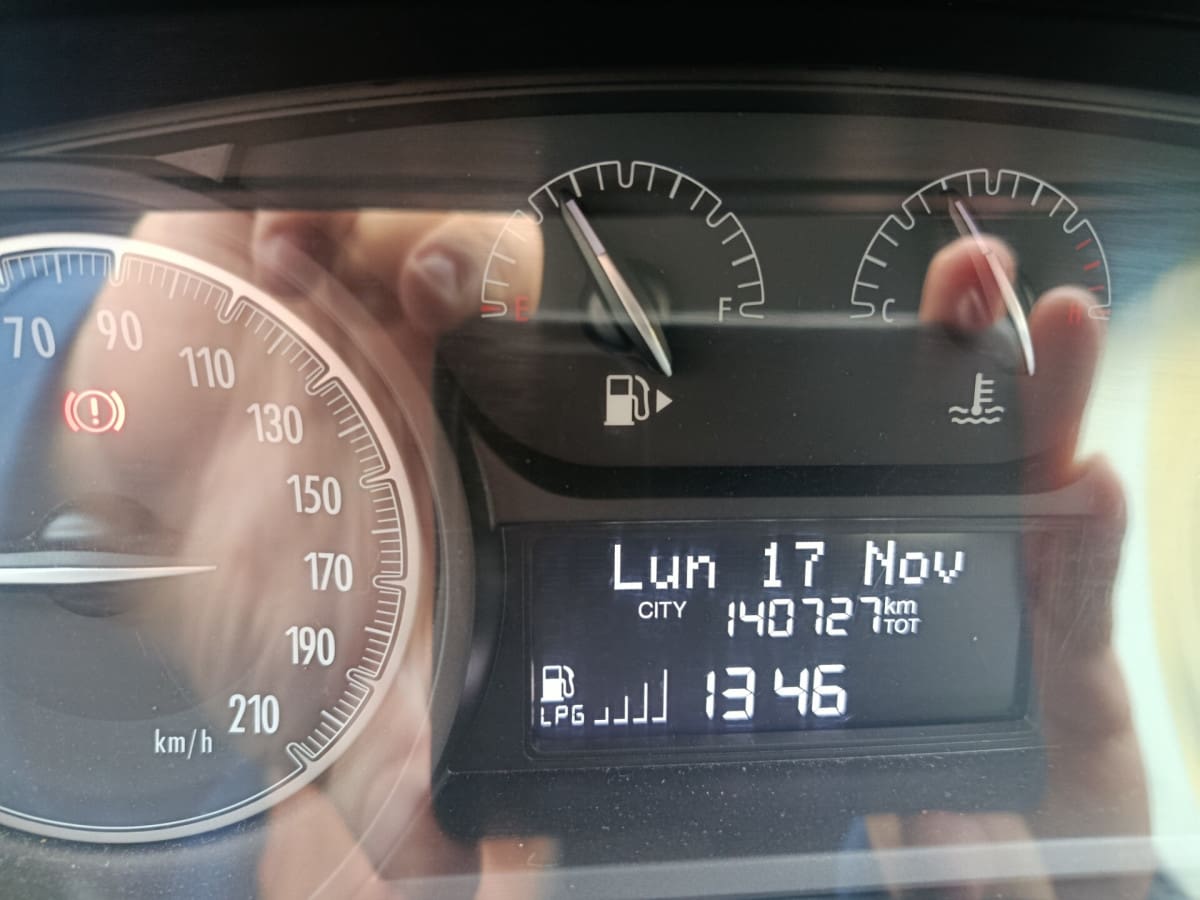 70
90
110
130
150
170
190
210
km/h
E
F
C
H
Lun 17 Nov
CITY 140727 km TOT
LPG 13 46